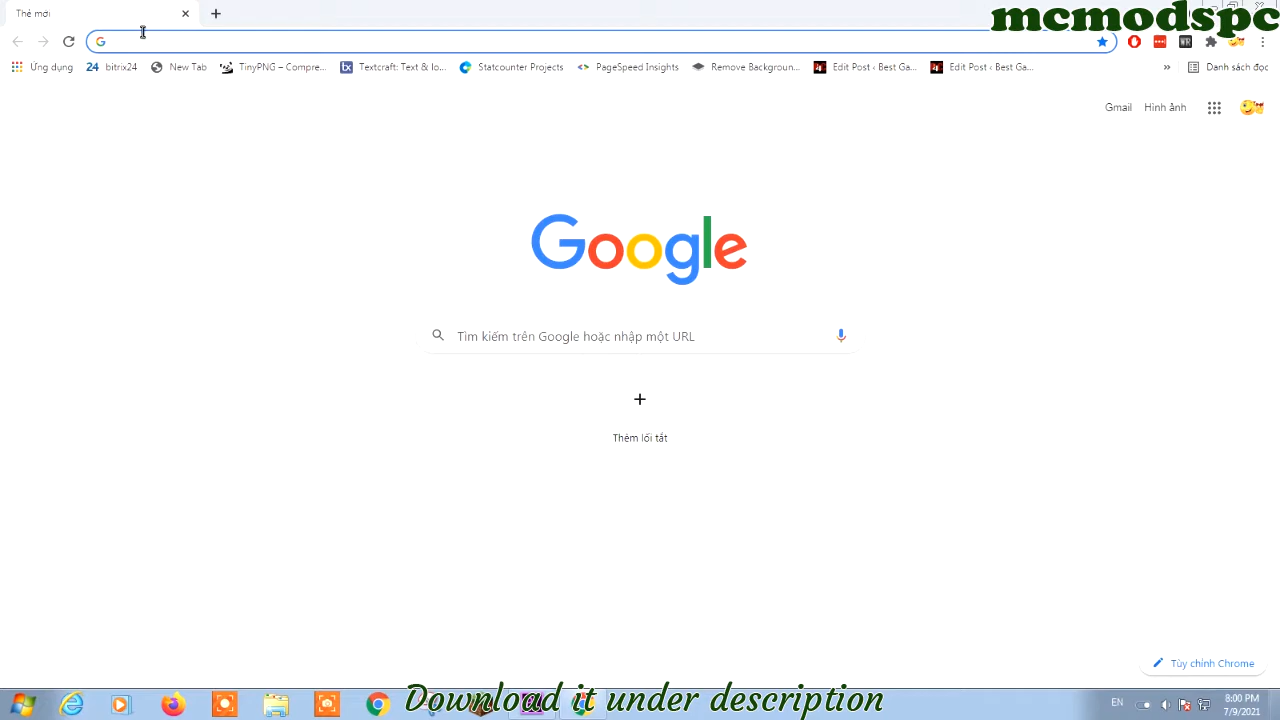 Thẻ mới
mcmodspc
Ứng dụng
24 bitrix24
New Tab
TinyPNG – Compre...
Textcraft: Text & Io...
Statcounter Projects
PageSpeed Insights
Remove Backgroun...
Edit Post ‹ Best Ga...
Edit Post ‹ Best Ga...
»
Danh sách đọc
Gmail
Hình ảnh
Google
Tìm kiếm trên Google hoặc nhập một URL
Thêm lối tắt
Tùy chỉnh Chrome
Download it under description
EN
8:00 PM
7/9/2021